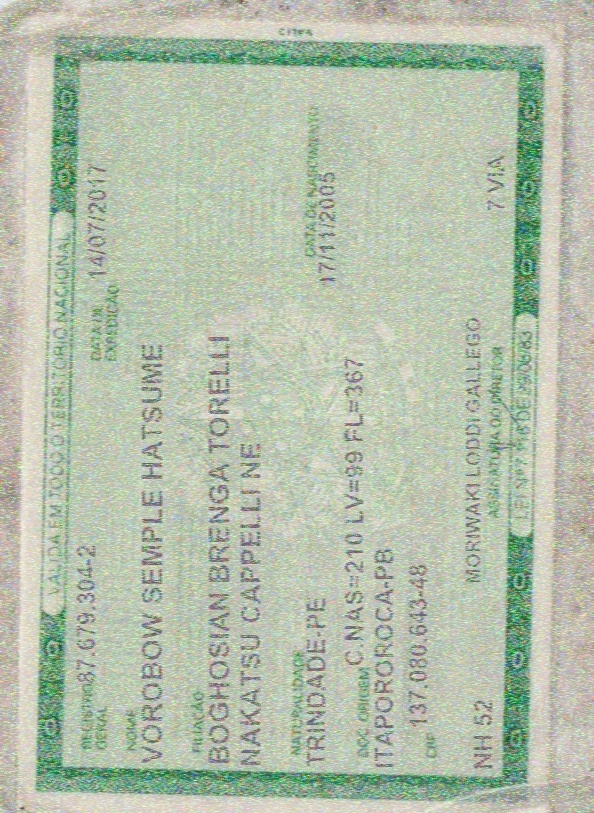 VALIDA EM TODO O TERRITÓRIO NACIONAL
REGISTRO GERAL 87.679.304-2 DATA DE EXPEDIÇÃO 14/07/2017
NOME
VOROBOW SEMPLE HATSUME
FILIAÇÃO
BOGHOSIAN BRENGA TORELLI
NAKATSU CAPPELLI NE
NATURALIDADE DATA DE NASCIMENTO
TRINDADE-PE 17/11/2005
DOC ORIGEM C.NAS=210 LV=99 FL=367
ITAPOROROCA-PB
CPF 137.080.643-48
MORIWAKI LODDI GALLEGO
NH 52 ASSINATURA DO DIRETOR 7 VIA
LEI Nº 7.116 DE 29/08/83